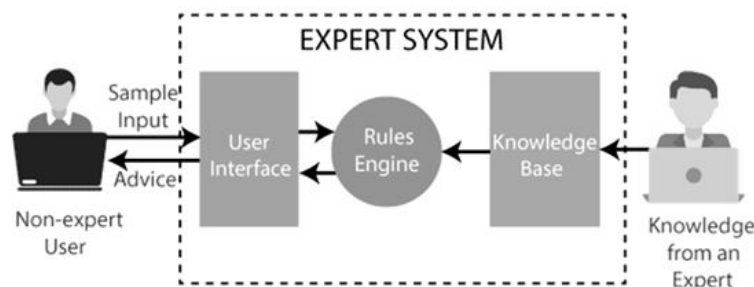 EXPERT SYSTEM
Sample
Input
Advice
Non-expert
User
User
Interface
Rules
Engine
Knowledge
Base
Knowledge
from an
Expert